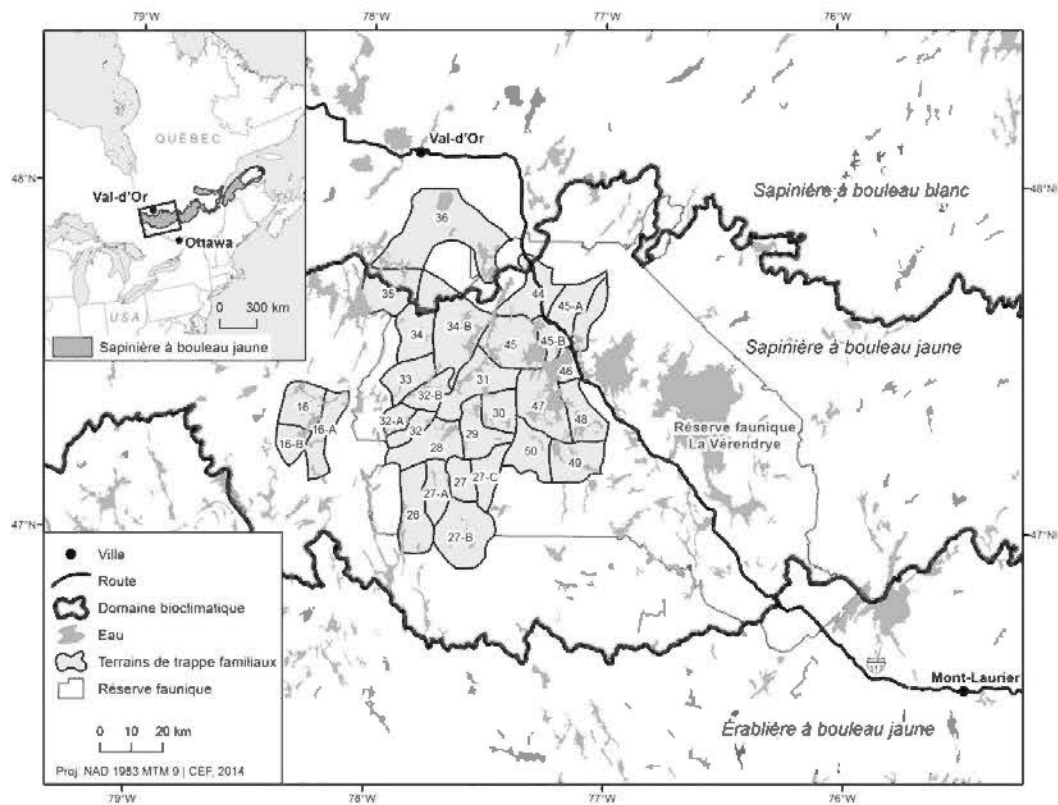 79°W
78°W
77°W
76°W
QUÉBEC
Val-d'Or
Ottawa
USA
0 300 km
Sapinière à bouleau jaune
Val-d'Or
48°N
48°N
Sapinière à bouleau blanc
36
35
44
45-A
34
34-B
45
45-B
Sapinière à bouleau jaune
46
33
31
32-B
16
47
16-A
32-A
30
48
Réserve faunique
La Vérendrye
16-B
32
29
28
50
49
27-C
27
27-A
26
27-B
47°N
47°N
Ville
Route
Domaine bioclimatique
Eau
Terrains de trappe familiaux
Réserve faunique
0 10 20 km
Proj. NAD 1983 MTM 9 | CEF, 2014
117
Mont-Laurier
Érablière à bouleau jaune
79°W
78°W
77°W
76°W